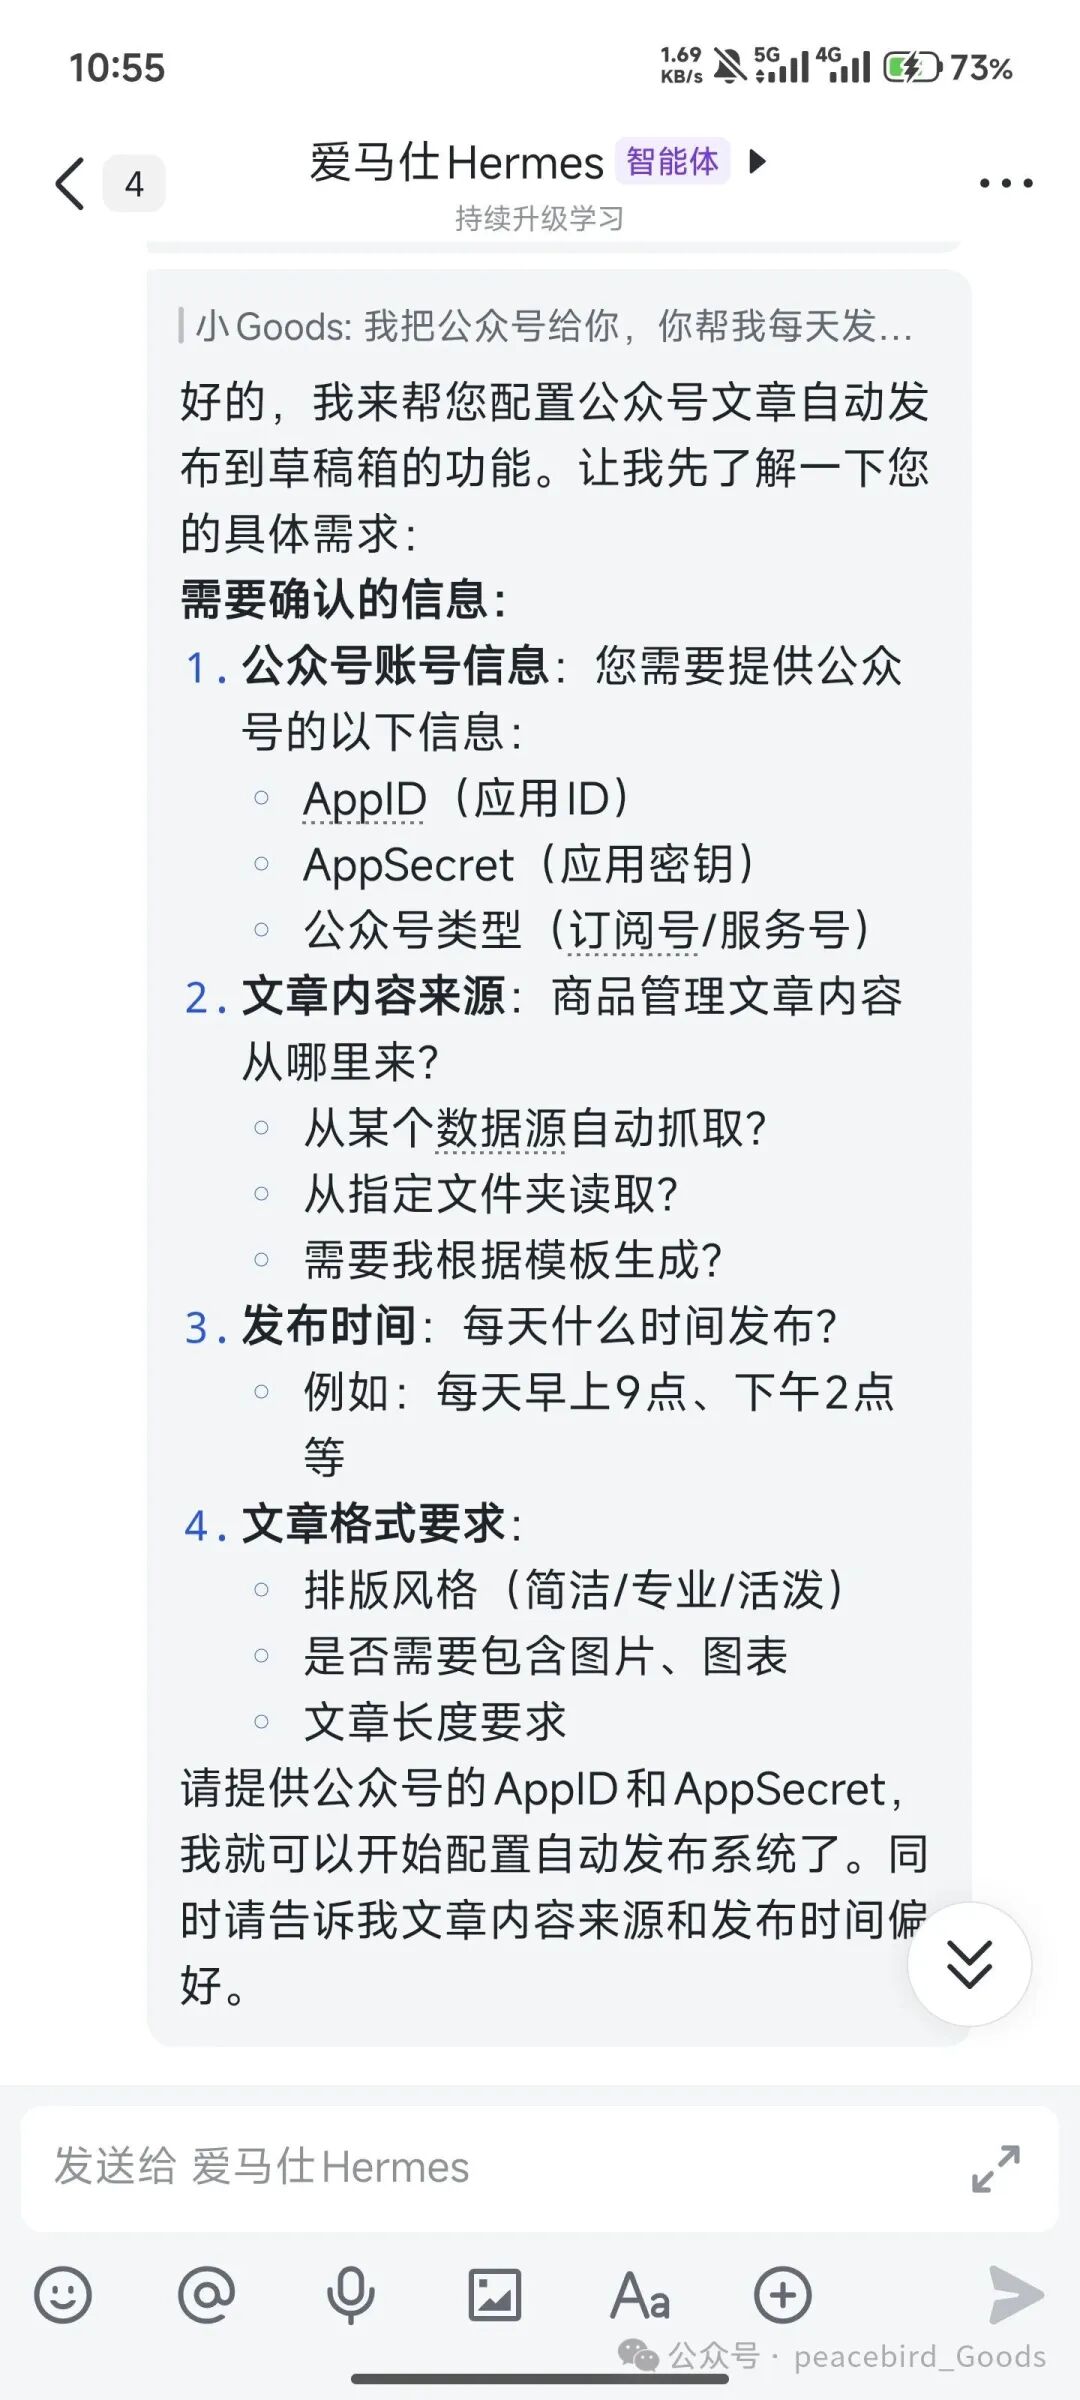 10:55
1.69
KB/s
5G
4G
73%
4
爱马仕Hermes 智能体
持续升级学习
小Goods: 我把公众号给你，你帮我每天发...
好的，我来帮您配置公众号文章自动发
布到草稿箱的功能。让我先了解一下您
的具体需求：
需要确认的信息：
1. 公众号账号信息：您需要提供公众
号的以下信息：
◦ AppID（应用ID）
◦ AppSecret（应用密钥）
◦ 公众号类型（订阅号/服务号）
2. 文章内容来源：商品管理文章内容
从哪里来？
◦ 从某个数据源自动抓取？
◦ 从指定文件夹读取？
◦ 需要我根据模板生成？
3. 发布时间：每天什么时间发布？
◦ 例如：每天早上9点、下午2点
等
4. 文章格式要求：
◦ 排版风格（简洁/专业/活泼）
◦ 是否需要包含图片、图表
◦ 文章长度要求
请提供公众号的AppID和AppSecret，
我就可以开始配置自动发布系统了。同
时请告诉我文章内容来源和发布时间偏
好。
发送给 爱马仕Hermes
Aa
公众号 · peacebird_Goods